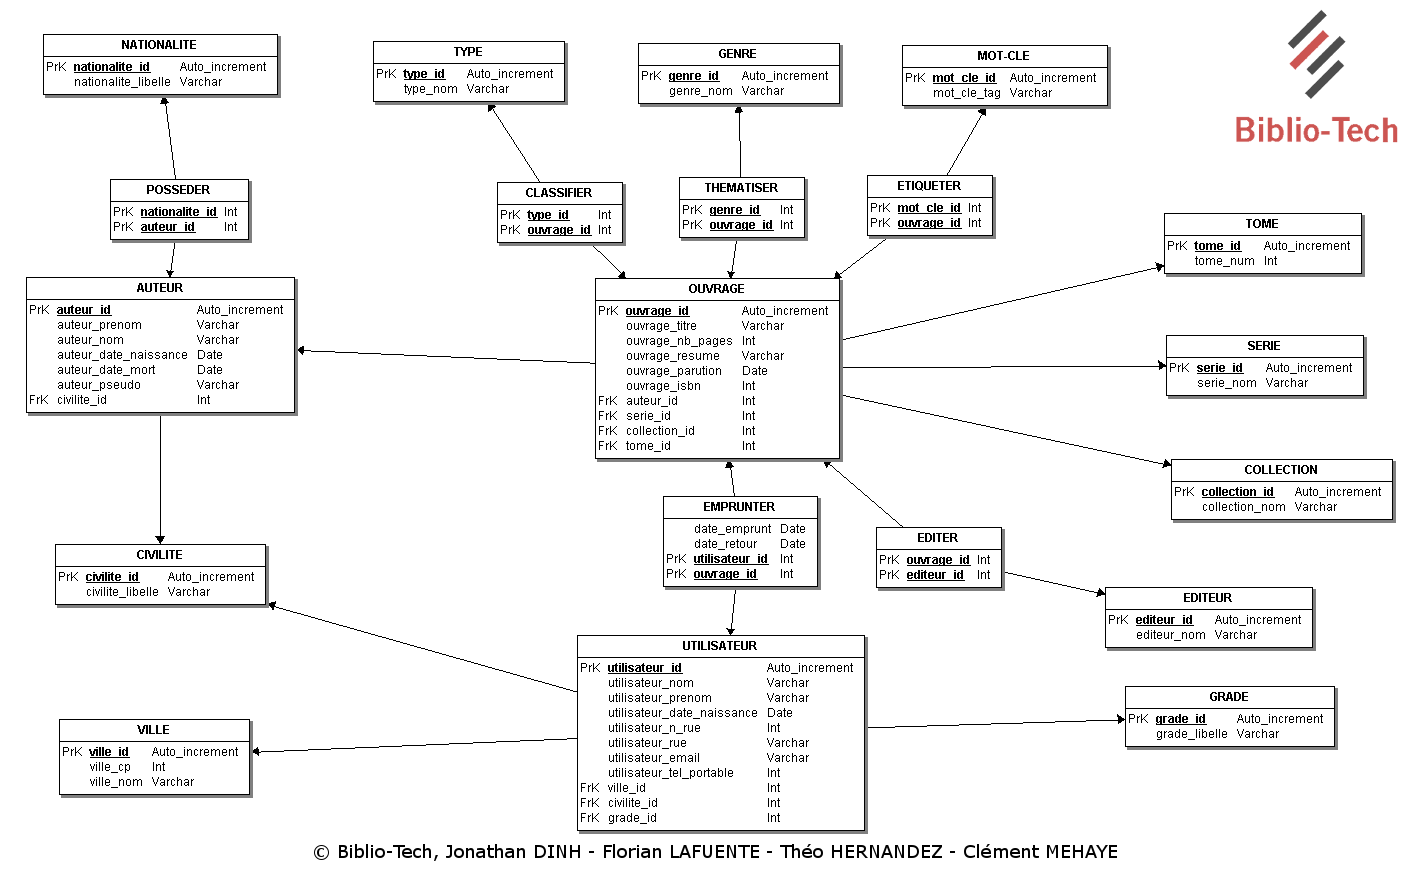 NATIONALITE
PrK nationalite_id Auto_increment
nationalite_libelle Varchar
TYPE
PrK type_id Auto_increment
type_nom Varchar
GENRE
PrK genre_id Auto_increment
genre_nom Varchar
MOT-CLE
PrK mot_cle_id Auto_increment
mot_cle_tag Varchar
Biblio-Tech
POSSEDER
PrK nationalite_id Int
PrK auteur_id Int
CLASSIFIER
PrK type_id Int
PrK ouvrage_id Int
THEMATISER
PrK genre_id Int
PrK ouvrage_id Int
ETIQUETER
PrK mot_cle_id Int
PrK ouvrage_id Int
TOME
PrK tome_id Auto_increment
tome_num Int
AUTEUR
PrK auteur_id Auto_increment
auteur_prenom Varchar
auteur_nom Varchar
auteur_date_naissance Date
auteur_date_mort Date
auteur_pseudo Varchar
FrK civilite_id Int
OUVRAGE
PrK ouvrage_id Auto_increment
ouvrage_titre Varchar
ouvrage_nb_pages Int
ouvrage_resume Varchar
ouvrage_parution Date
ouvrage_isbn Int
FrK auteur_id Int
FrK serie_id Int
FrK collection_id Int
FrK tome_id Int
SERIE
PrK serie_id Auto_increment
serie_nom Varchar
COLLECTION
PrK collection_id Auto_increment
collection_nom Varchar
EMPRUNTER
date_emprunt Date
date_retour Date
PrK utilisateur_id Int
PrK ouvrage_id Int
EDITER
PrK ouvrage_id Int
PrK editeur_id Int
CIVILITE
PrK civilite_id Auto_increment
civilite_libelle Varchar
EDITEUR
PrK editeur_id Auto_increment
editeur_nom Varchar
UTILISATEUR
PrK utilisateur_id Auto_increment
utilisateur_nom Varchar
utilisateur_prenom Varchar
utilisateur_date_naissance Date
utilisateur_n_rue Int
utilisateur_rue Varchar
utilisateur_email Varchar
utilisateur_tel_portable Int
FrK ville_id Int
FrK civilite_id Int
FrK grade_id Int
GRADE
PrK grade_id Auto_increment
grade_libelle Varchar
VILLE
PrK ville_id Auto_increment
ville_cp Int
ville_nom Varchar
© Biblio-Tech, Jonathan DINH - Florian LAFUENTE - Théo HERNANDEZ - Clément MEHAYE